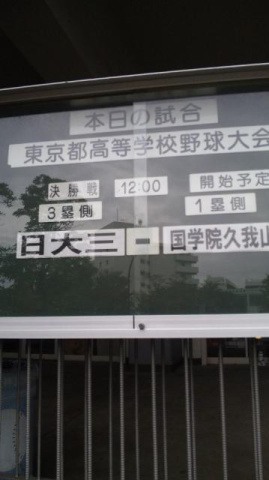 本日の試合
東京都高等学校野球大会
決勝戦 12:00 開始予定
3塁側 1塁側
日大三 － 国学院久我山